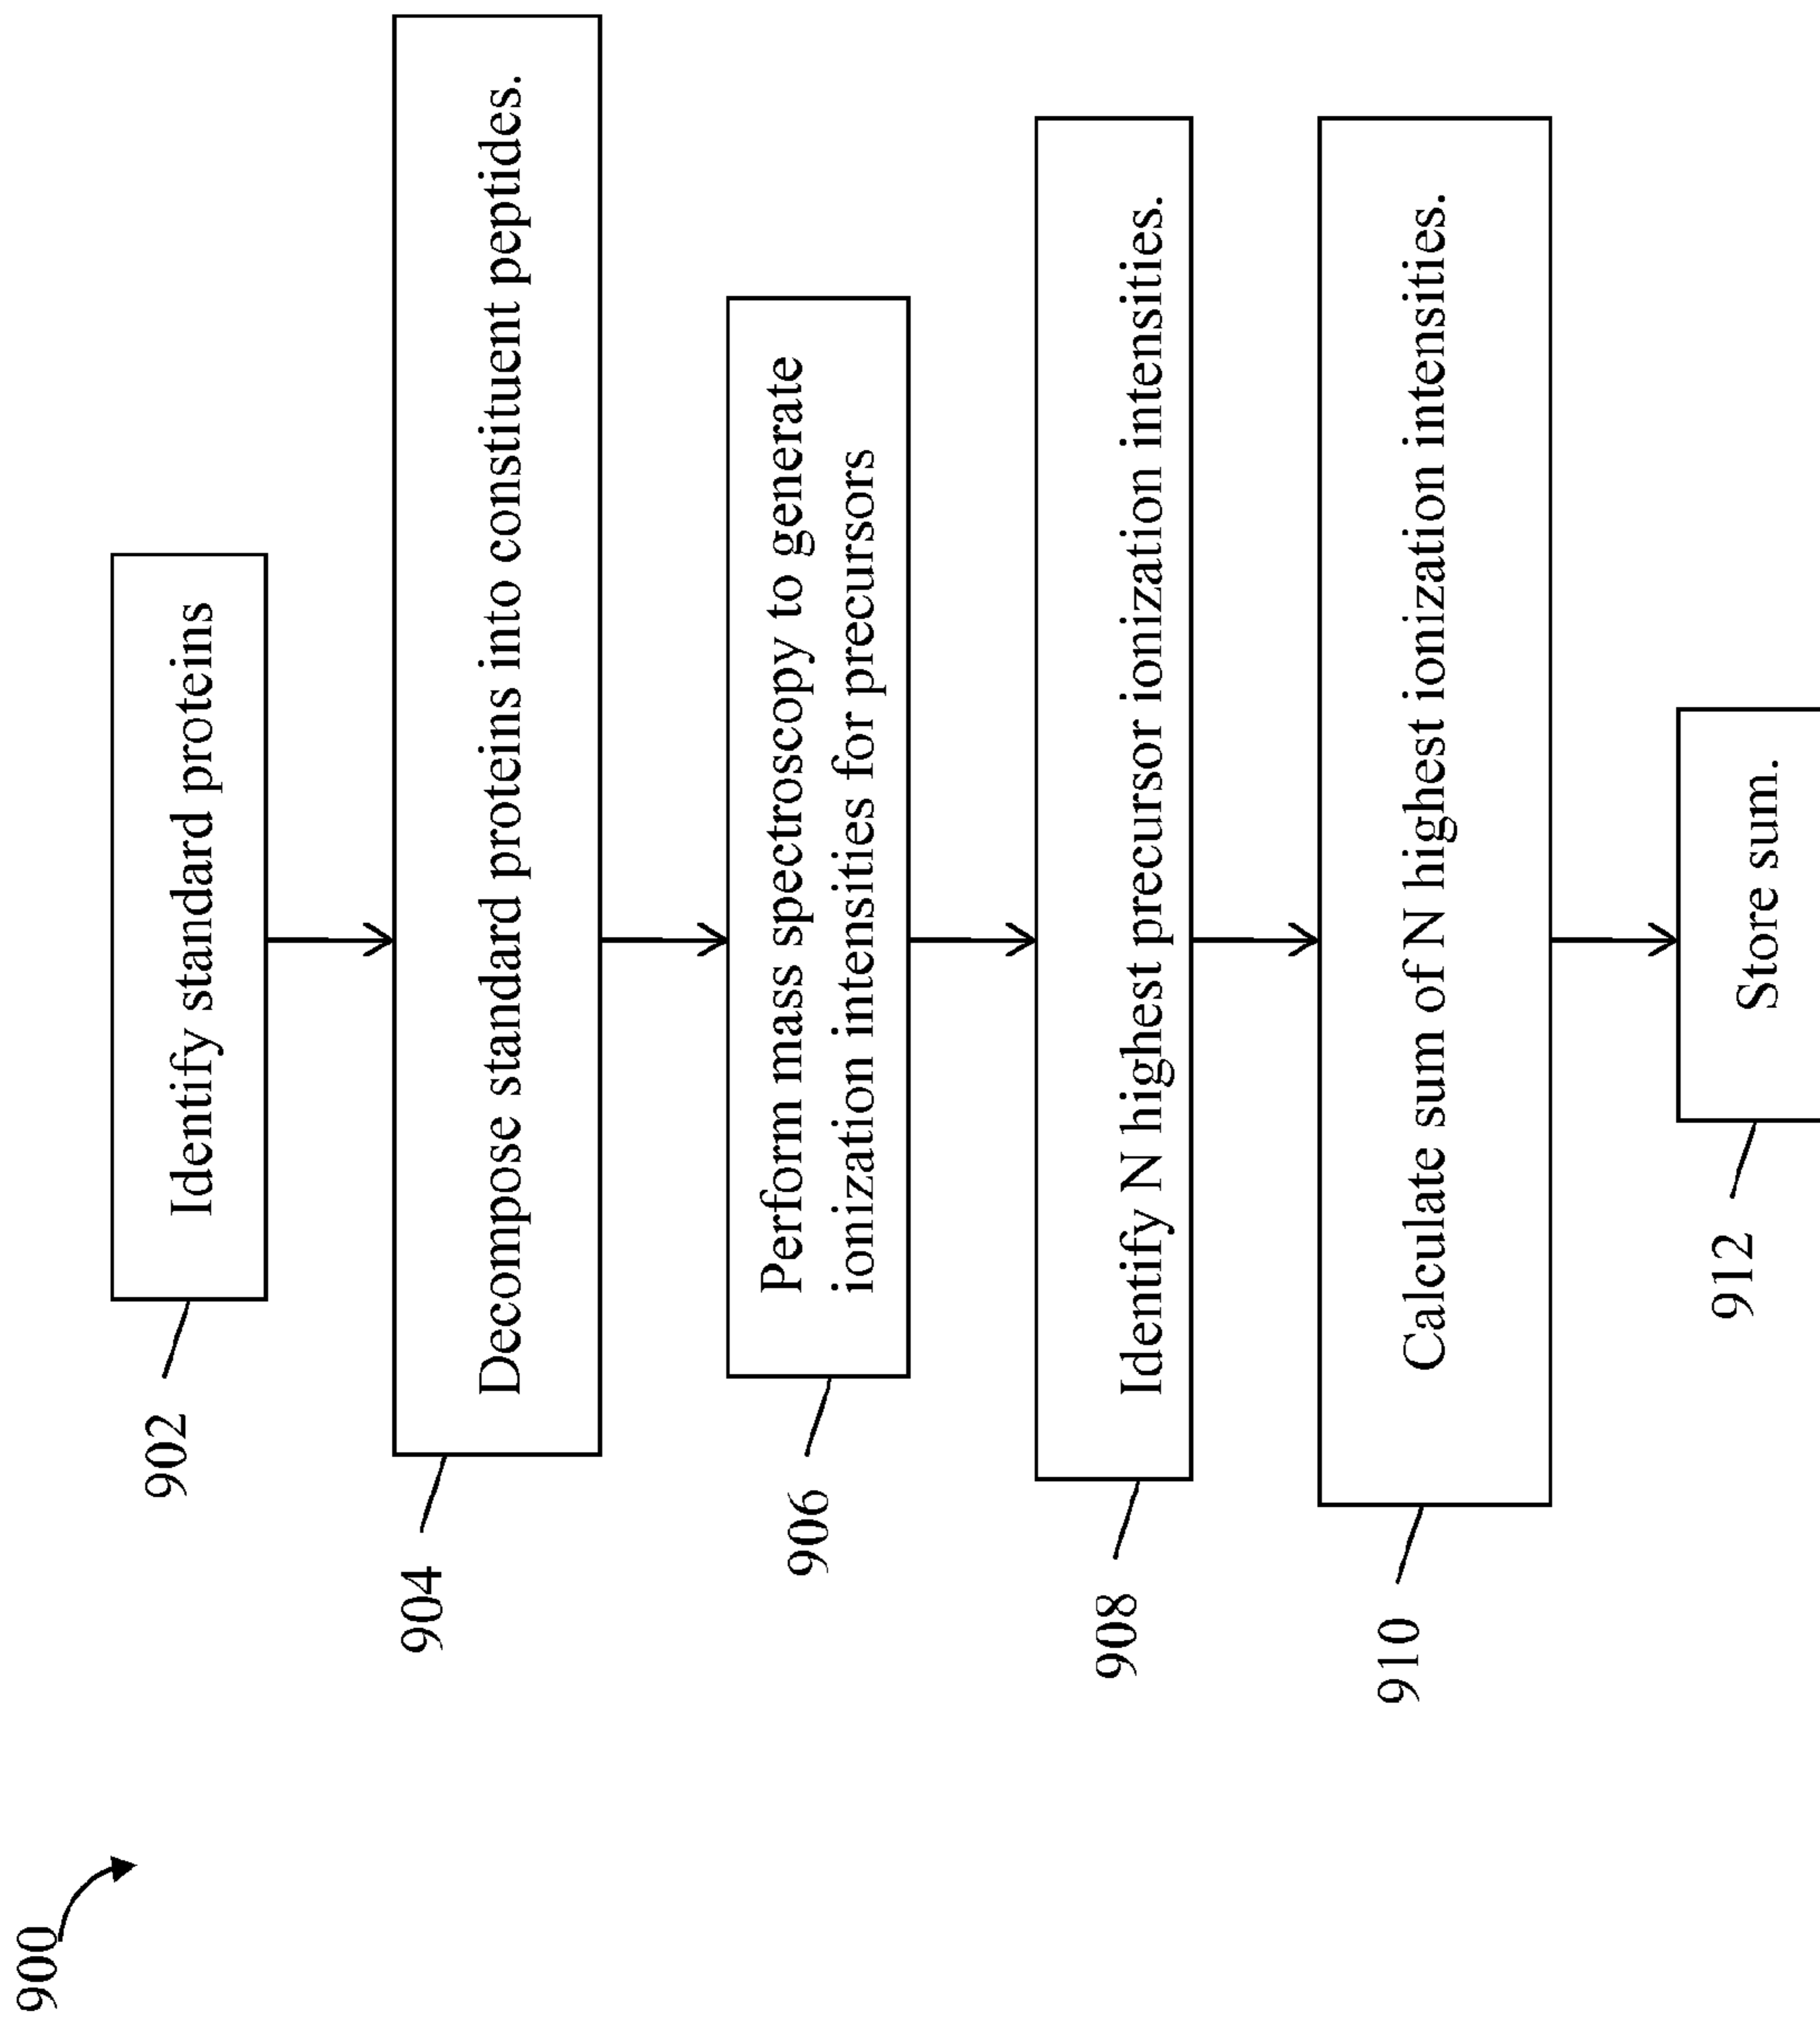 900
902
Identify standard proteins
904
Decompose standard proteins into constituent peptides.
906
Perform mass spectroscopy to generate
ionization intensities for precursors
908
Identify N highest precursor ionization intensities.
910
Calculate sum of N highest ionization intensities.
912
Store sum.